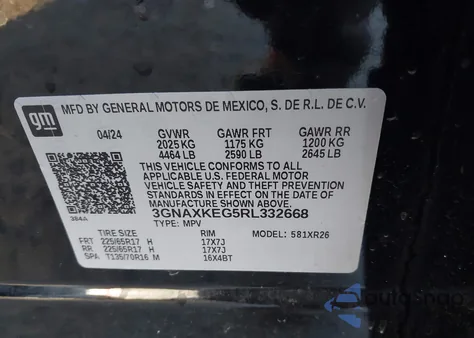 gm
MFD BY GENERAL MOTORS DE MEXICO, S. DE R.L. DE C.V.
04/24 GVWR GAWR FRT GAWR RR
2025 KG 1175 KG 1200 KG
4464 LB 2590 LB 2645 LB
THIS VEHICLE CONFORMS TO ALL
APPLICABLE U.S. FEDERAL MOTOR
VEHICLE SAFETY AND THEFT PREVENTION
STANDARDS IN EFFECT ON THE DATE OF
MANUFACTURE SHOWN ABOVE.
3GNAXKEG5RL332668
TYPE: MPV
384A
TIRE SIZE RIM MODEL: 581XR26
FRT 225/65R17 H 17X7J
RR 225/65R17 H 17X7J
SPA T135/70R16 M 16X4BT
autosnap